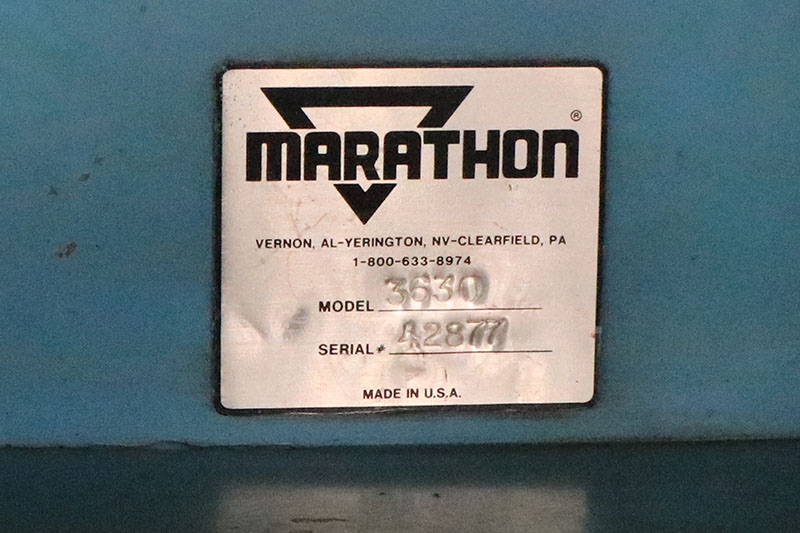 MARATHON ®
VERNON, AL-YERINGTON, NV-CLEARFIELD, PA
1-800-633-8974
MODEL 3630
SERIAL# 42877
MADE IN U.S.A.